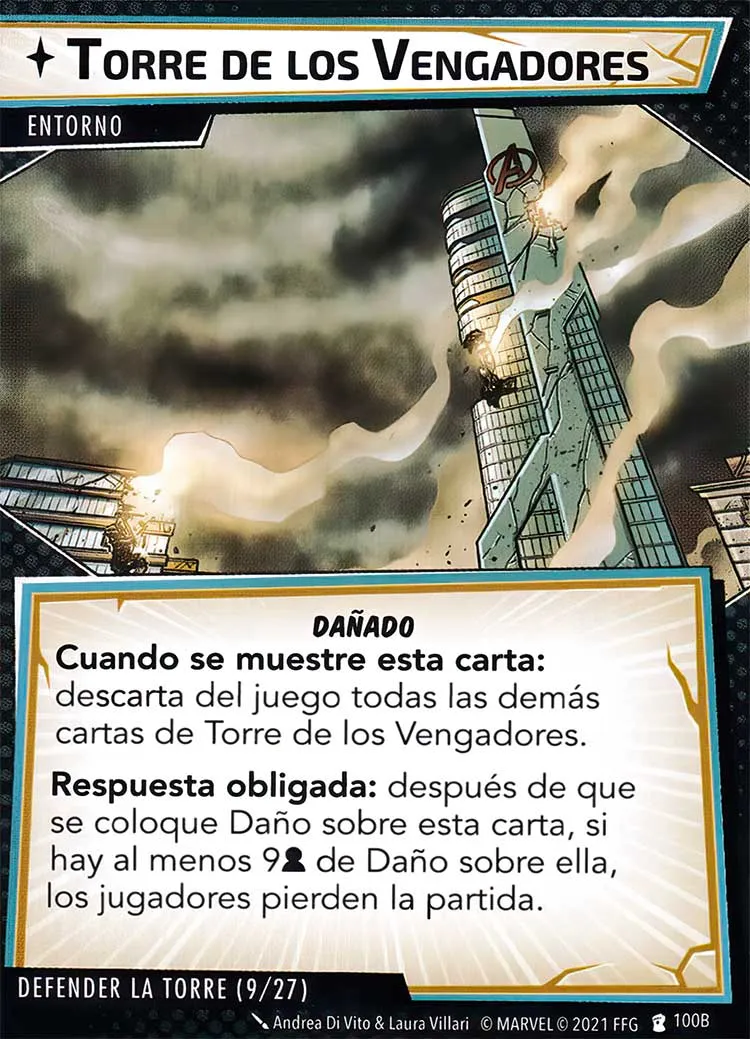 TORRE DE LOS VENGADORES
ENTORNO
A
DAÑADO
Cuando se muestre esta carta:
descarta del juego todas las demás
cartas de Torre de los Vengadores.
Respuesta obligada: después de que
se coloque Daño sobre esta carta, si
hay al menos 9 de Daño sobre ella,
los jugadores pierden la partida.
DEFENDER LA TORRE (9/27)
Andrea Di Vito & Laura Villari © MARVEL © 2021 FFG 100B